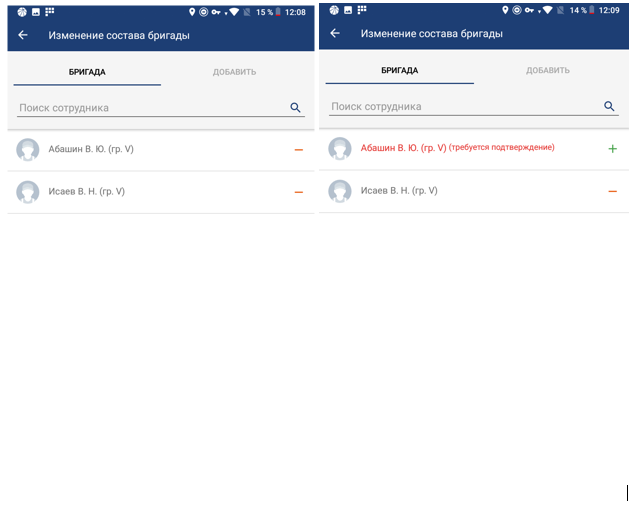 15 % 12:08
Изменение состава бригады
БРИГАДА ДОБАВИТЬ
Поиск сотрудника
Абашин В. Ю. (гр. V)
Исаев В. Н. (гр. V)
14 % 12:09
Изменение состава бригады
БРИГАДА ДОБАВИТЬ
Поиск сотрудника
Абашин В. Ю. (гр. V) (требуется подтверждение)
Исаев В. Н. (гр. V)